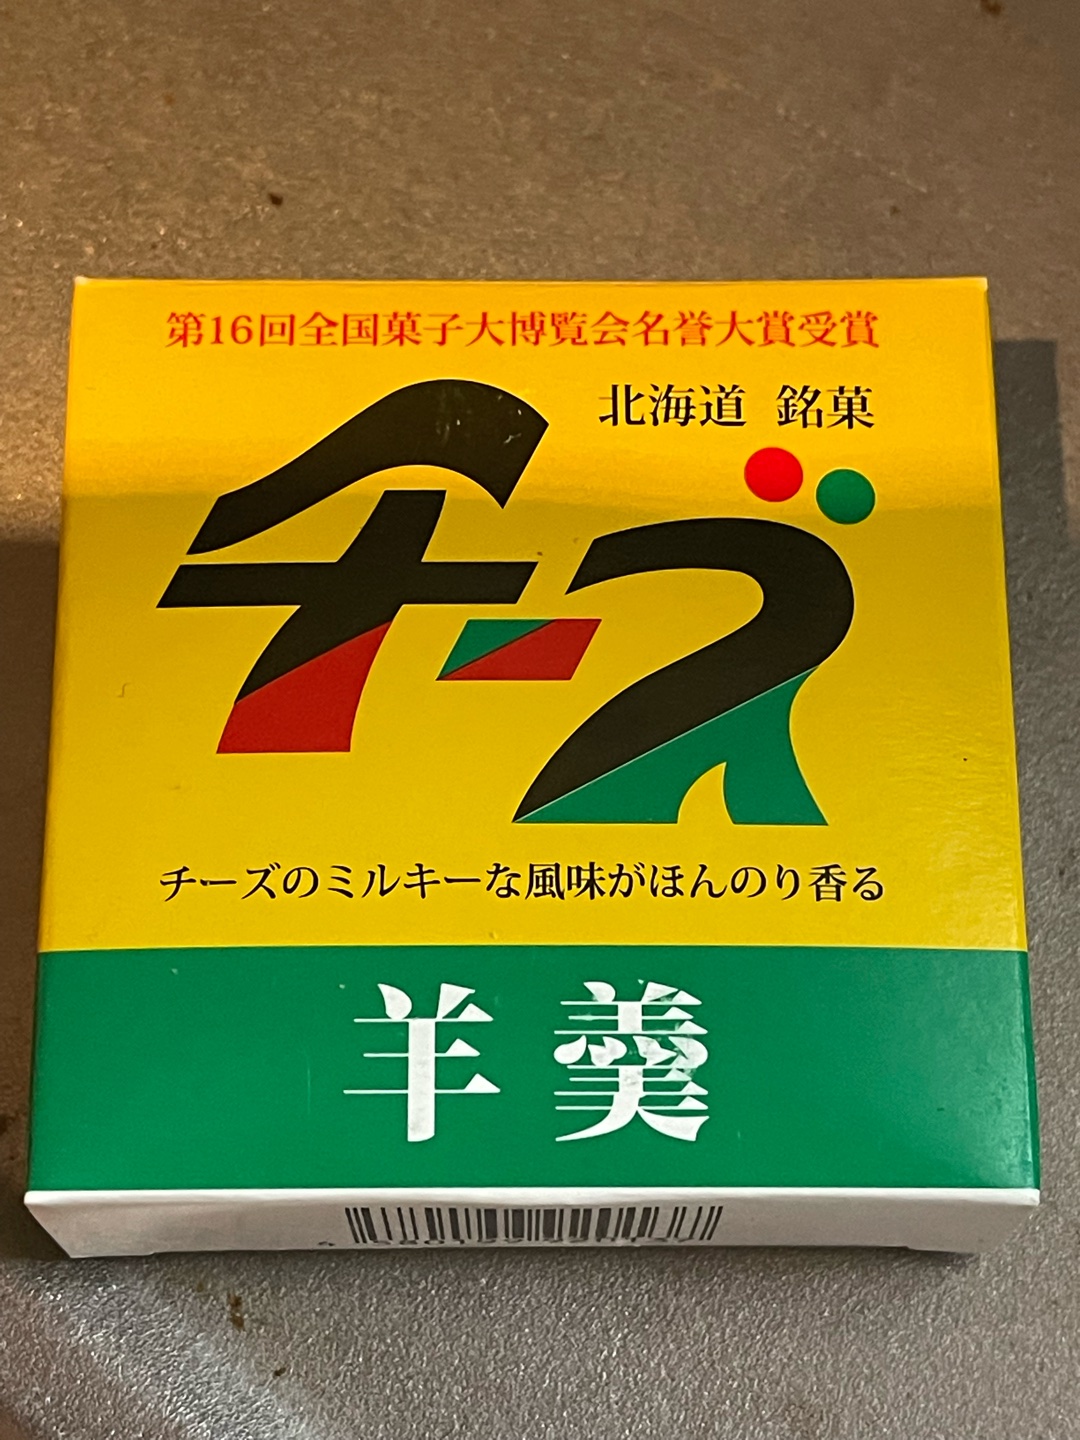 第16回全国菓子大博覧会名誉大賞受賞
北海道 銘菓
チーズ
チーズのミルキーな風味がほんのり香る
羊羹